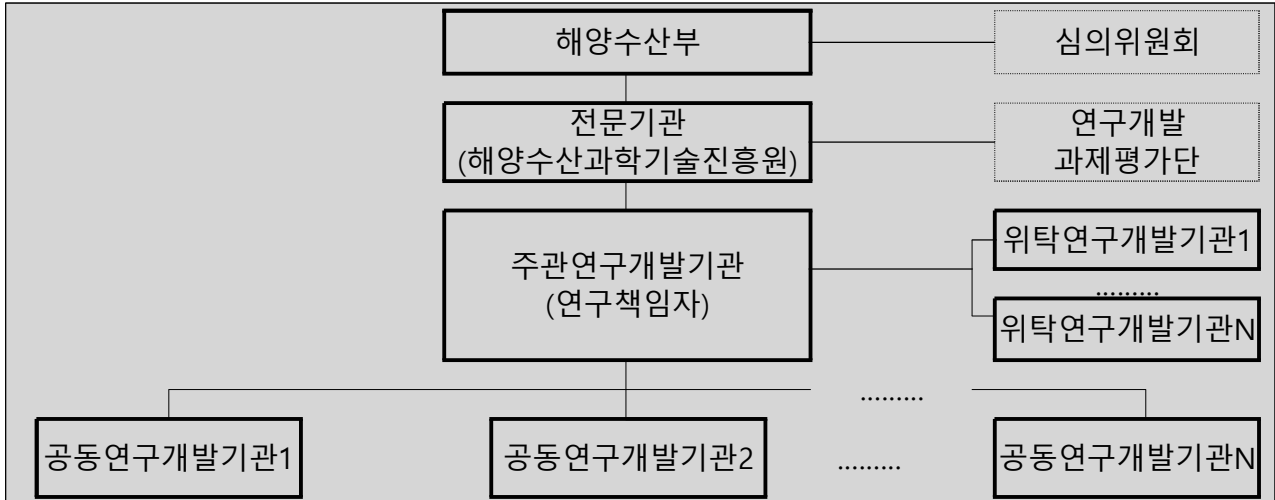 해양수산부
심의위원회
전문기관
(해양수산과학기술진흥원)
연구개발
과제평가단
주관연구개발기관
(연구책임자)
위탁연구개발기관1
.........
위탁연구개발기관N
.........
공동연구개발기관1
공동연구개발기관2
.........
공동연구개발기관N